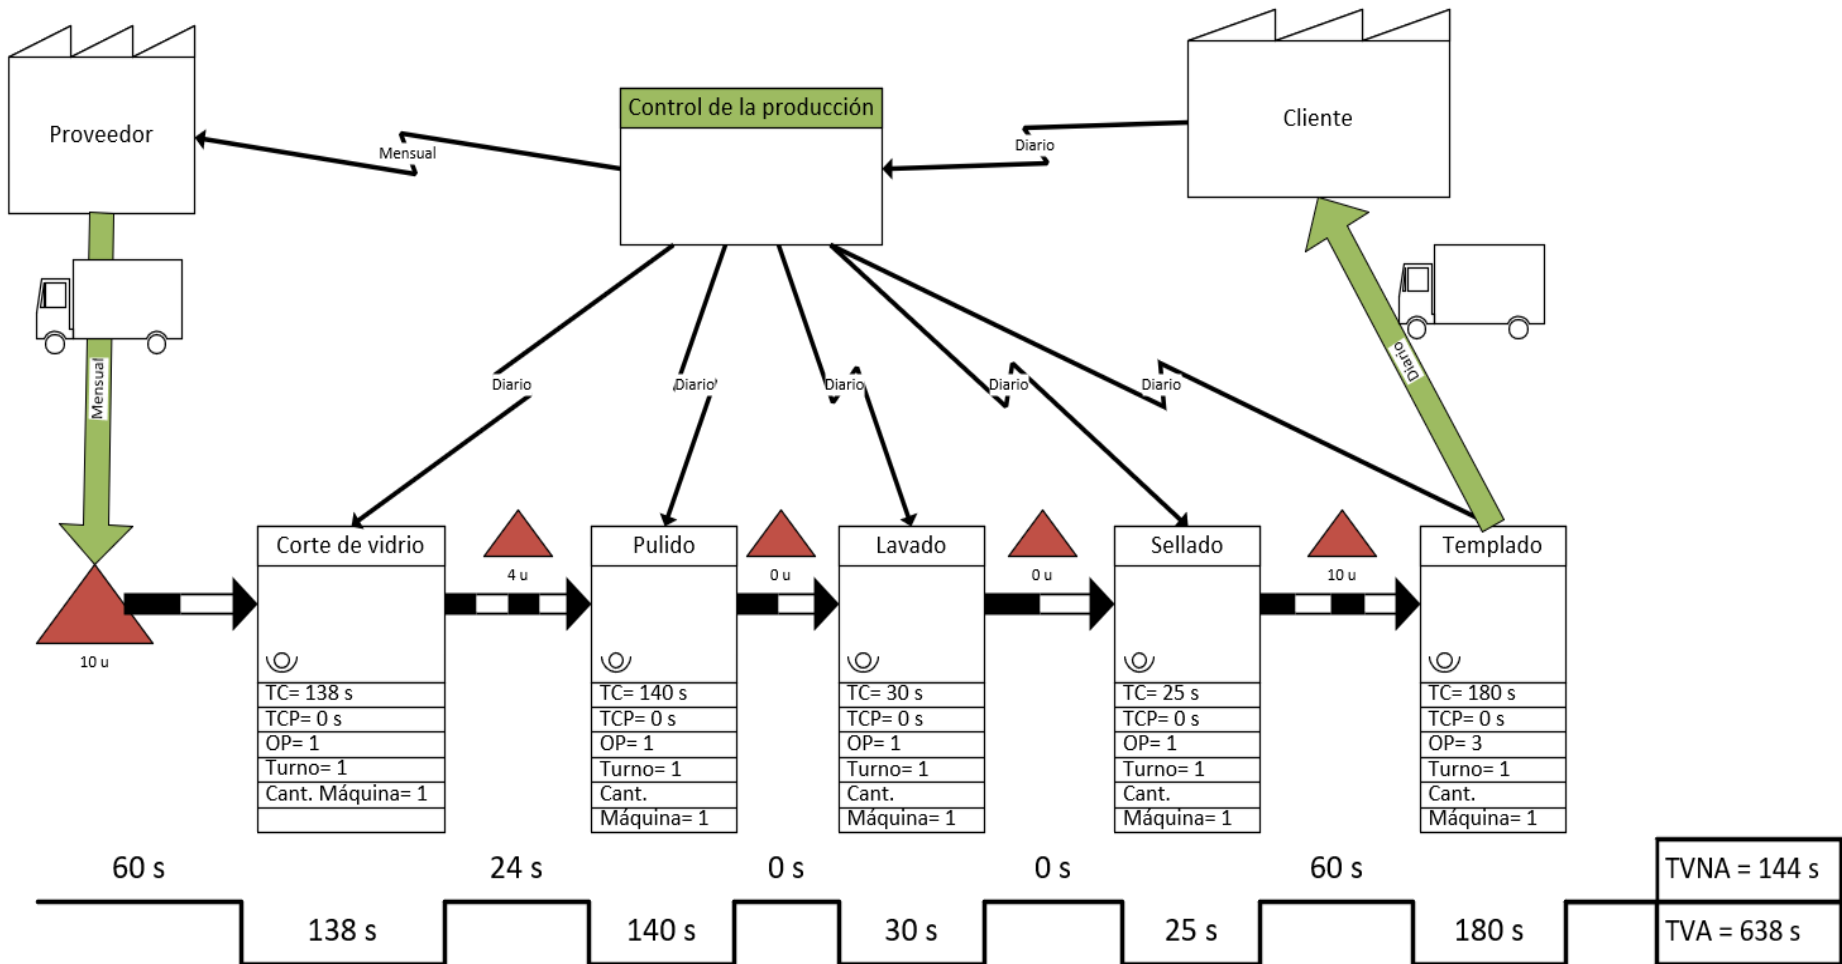 Proveedor
Control de la producción
Cliente
Mensual
Diario
Mensual
Diario
Diario
Diario
Diario
Diario
Diario
10 u
4 u
0 u
0 u
10 u
Corte de vidrio
TC= 138 s
TCP= 0 s
OP= 1
Turno= 1
Cant. Máquina= 1
Pulido
TC= 140 s
TCP= 0 s
OP= 1
Turno= 1
Cant.
Máquina= 1
Lavado
TC= 30 s
TCP= 0 s
OP= 1
Turno= 1
Cant.
Máquina= 1
Sellado
TC= 25 s
TCP= 0 s
OP= 1
Turno= 1
Cant.
Máquina= 1
Templado
TC= 180 s
TCP= 0 s
OP= 3
Turno= 1
Cant.
Máquina= 1
60 s
24 s
0 s
0 s
60 s
TVNA = 144 s
138 s
140 s
30 s
25 s
180 s
TVA = 638 s